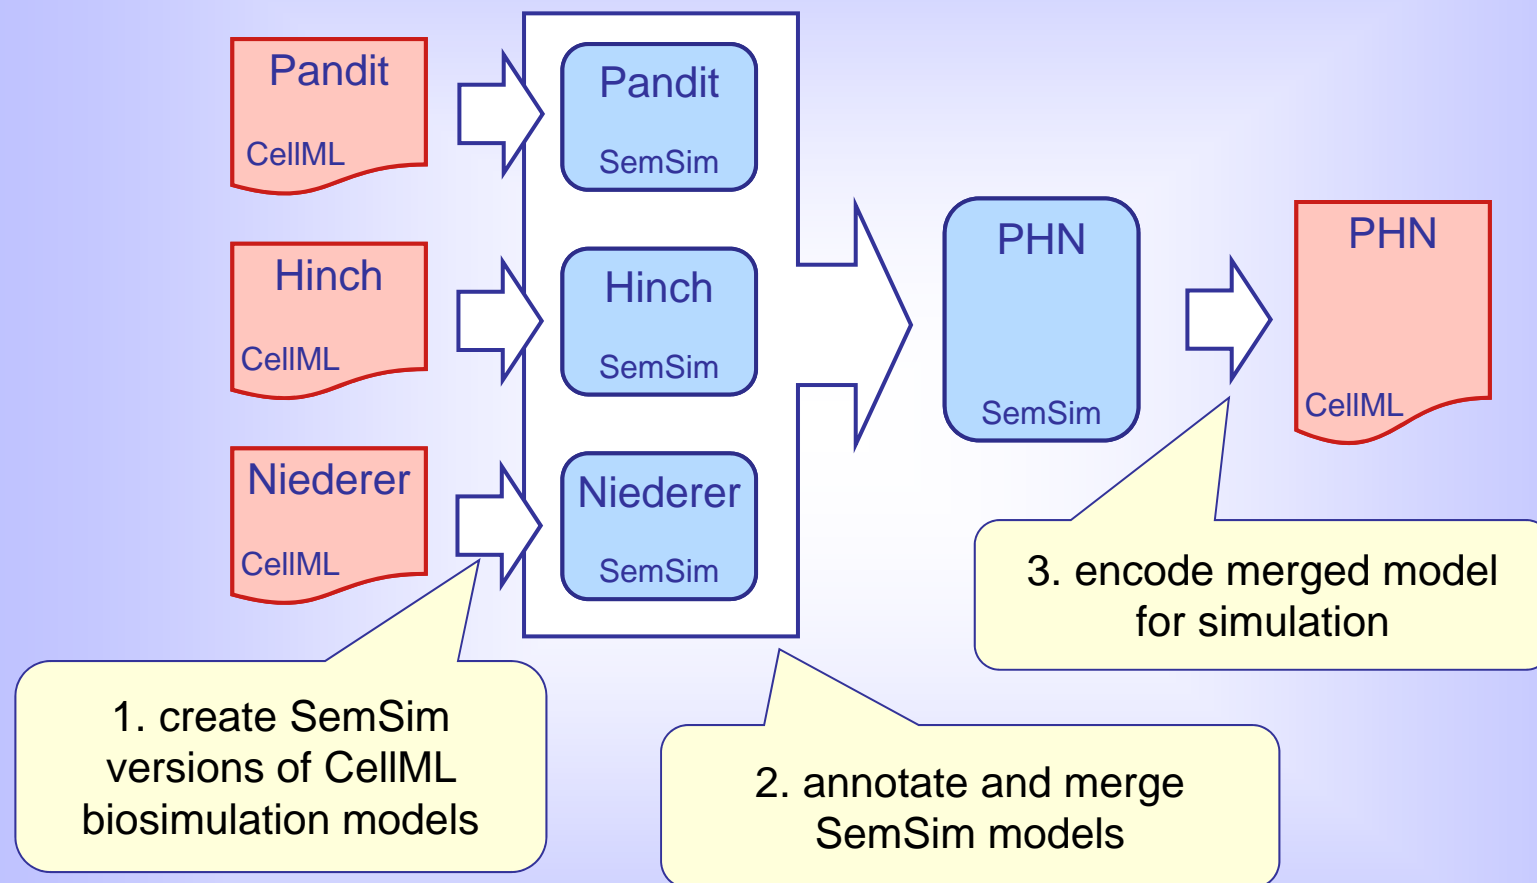 Pandit
CellML
Pandit
SemSim
Hinch
CellML
Hinch
SemSim
Niederer
CellML
Niederer
SemSim
PHN
SemSim
PHN
CellML
1. create SemSim
versions of CellML
biosimulation models
2. annotate and merge
SemSim models
3. encode merged model
for simulation